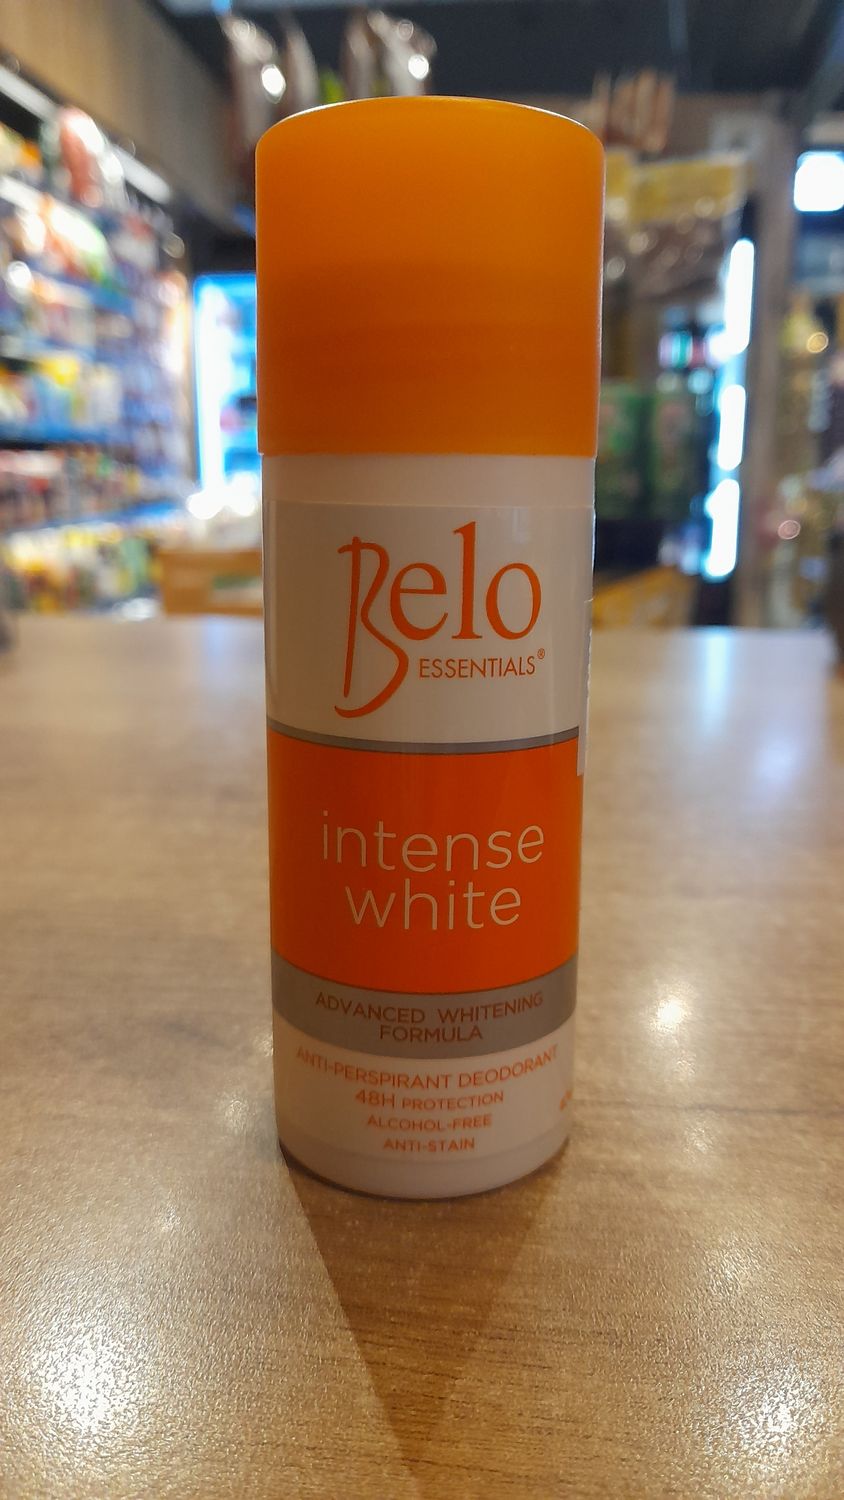 Belo
ESSENTIALS®
intense
white
ADVANCED WHITENING
FORMULA
ANTI-PERSPIRANT DEODORANT
48H PROTECTION
ALCOHOL-FREE
ANTI-STAIN